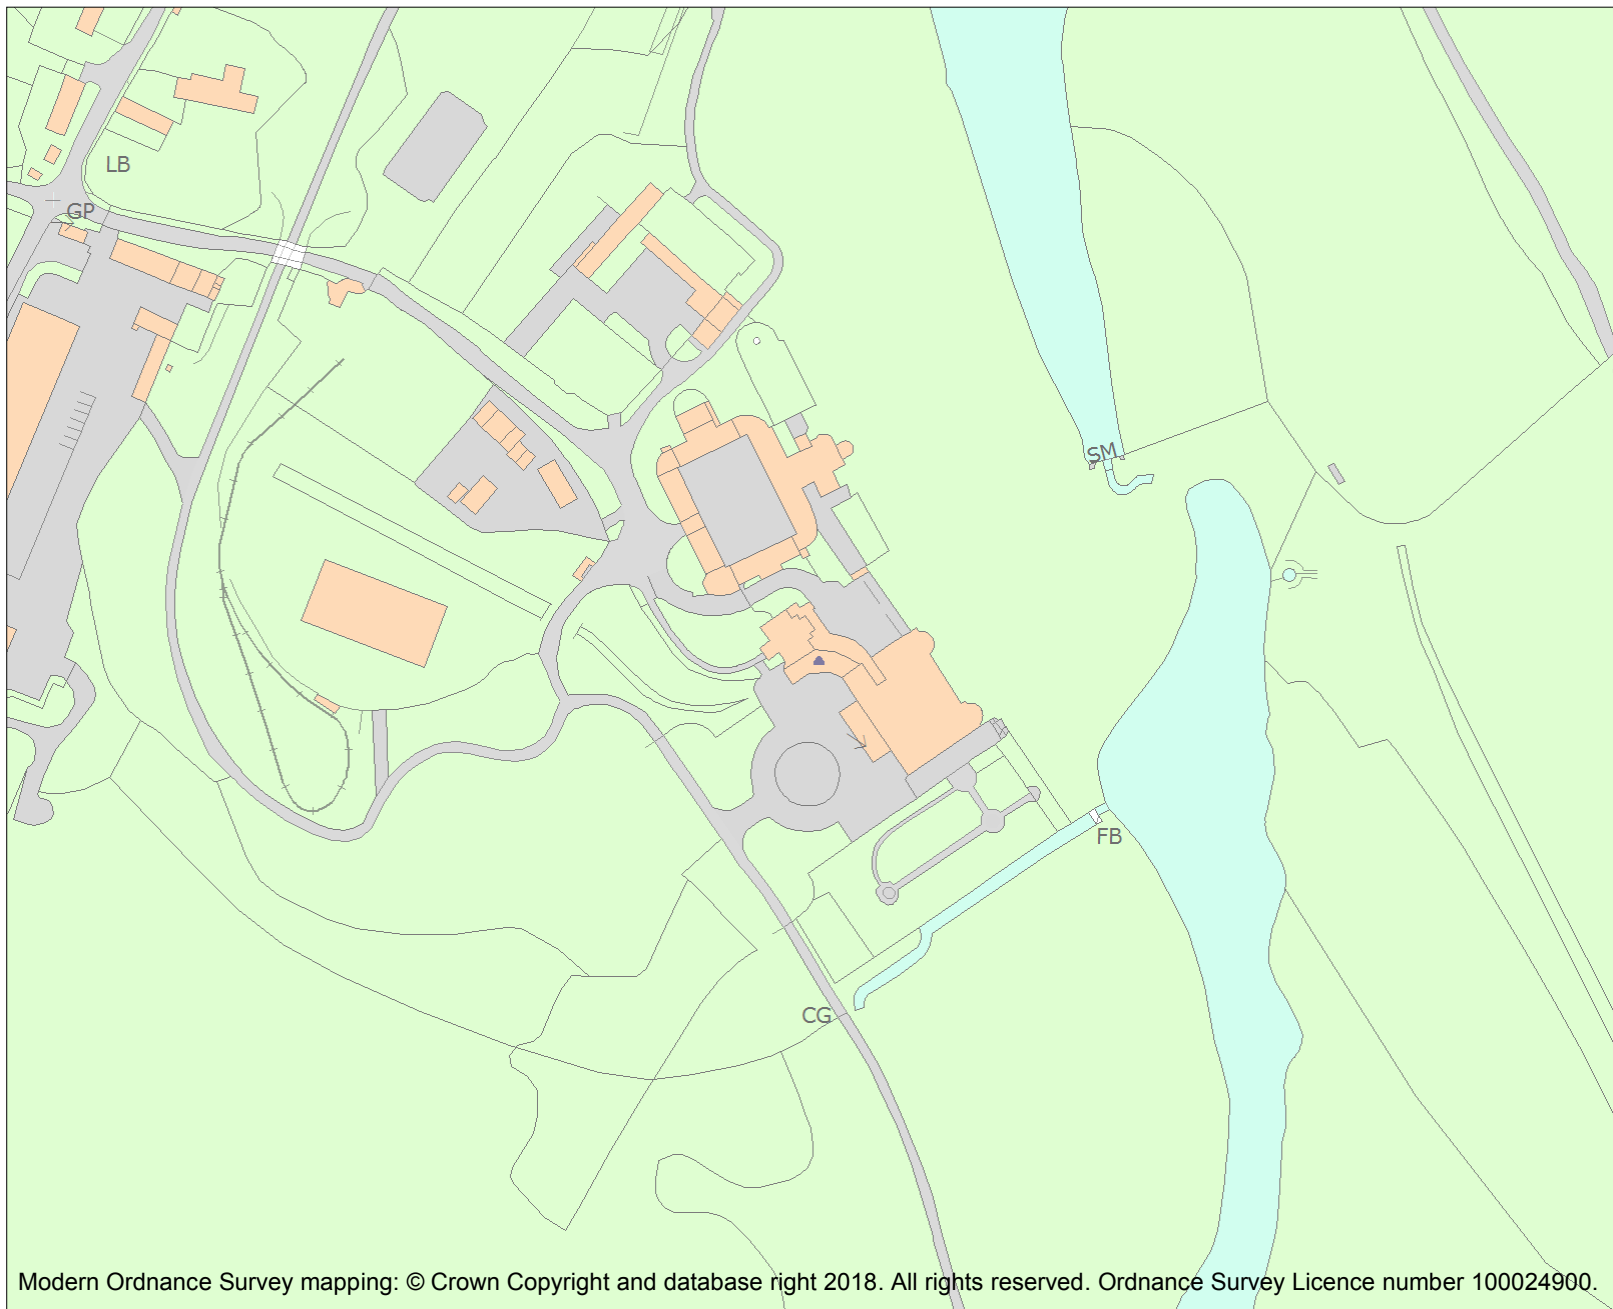 LB
GP
SM
FB
CG
Modern Ordnance Survey mapping: © Crown Copyright and database right 2018. All rights reserved. Ordnance Survey Licence number 100024900.